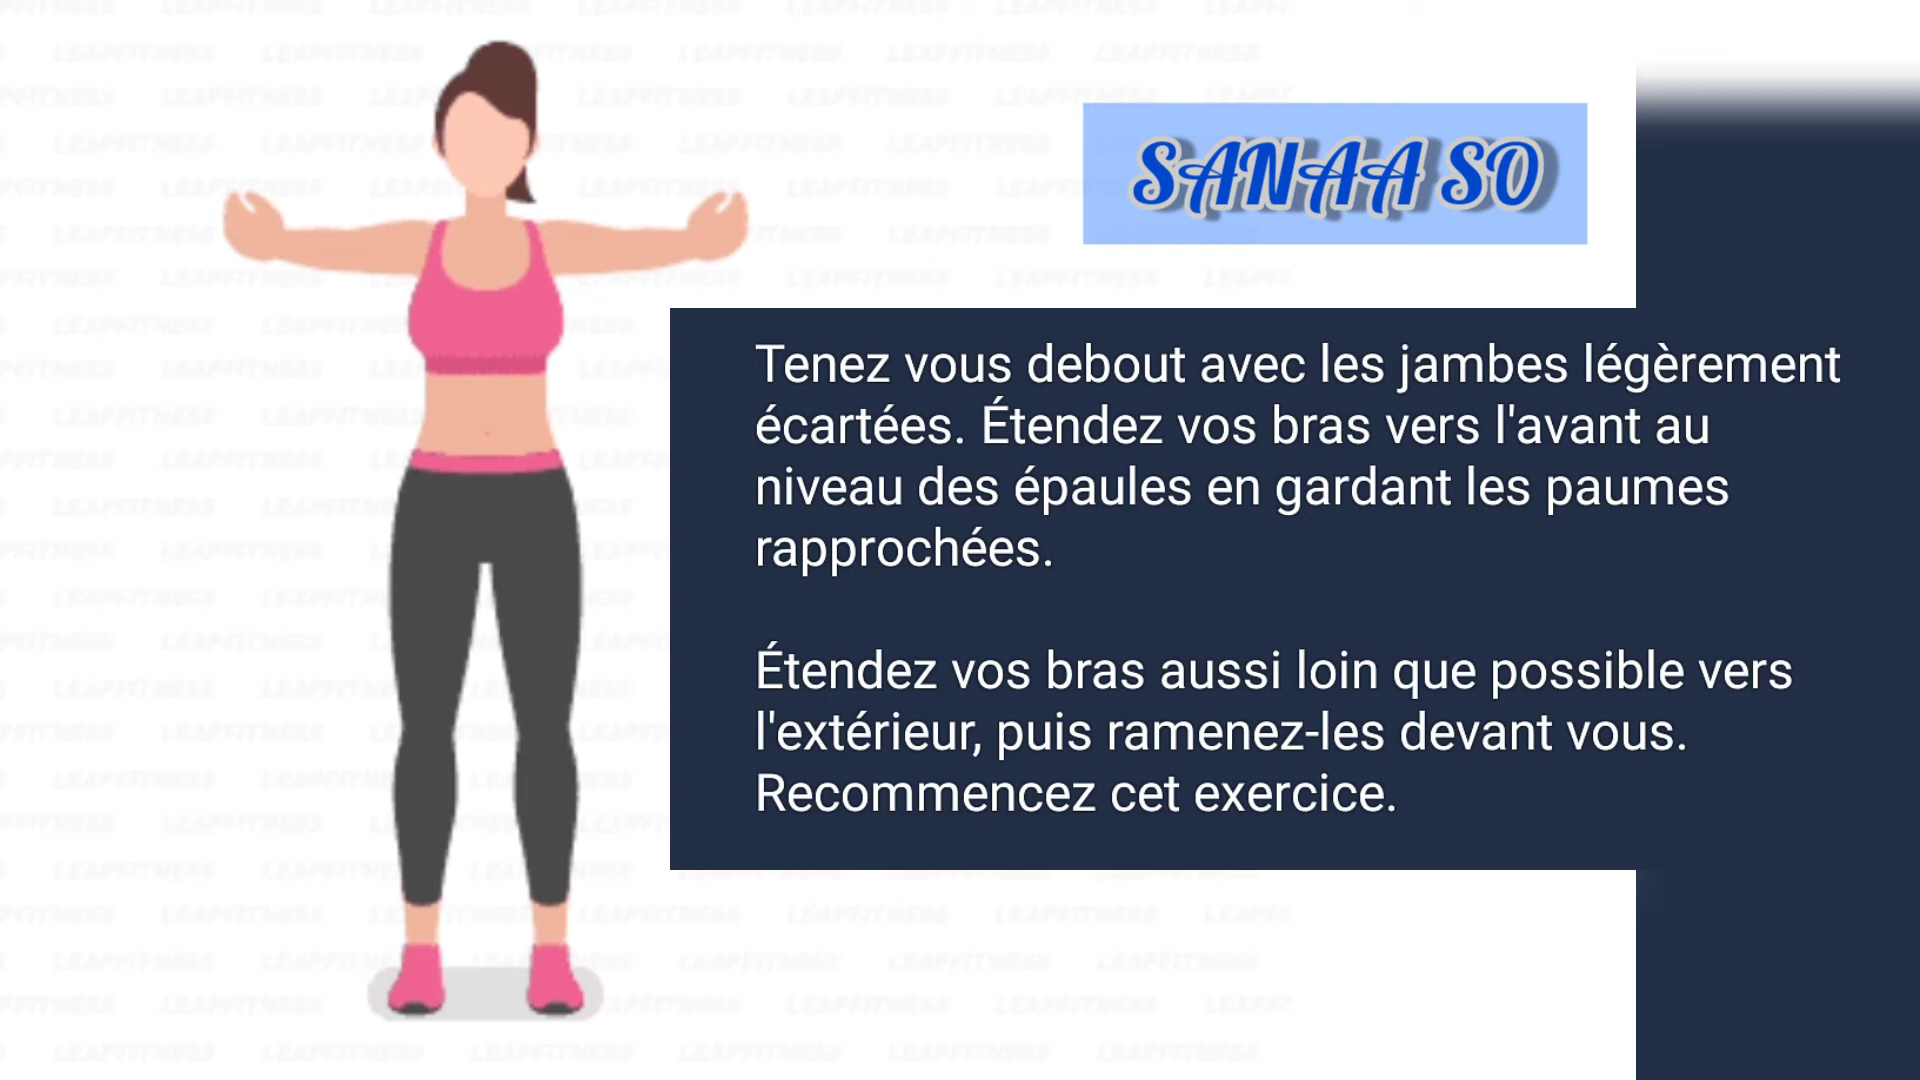 SANAA SO
Tenez vous debout avec les jambes légèrement
écartées. Étendez vos bras vers l'avant au
niveau des épaules en gardant les paumes
rapprochées.
Étendez vos bras aussi loin que possible vers
l'extérieur, puis ramenez-les devant vous.
Recommencez cet exercice.
LEAPFITNESS